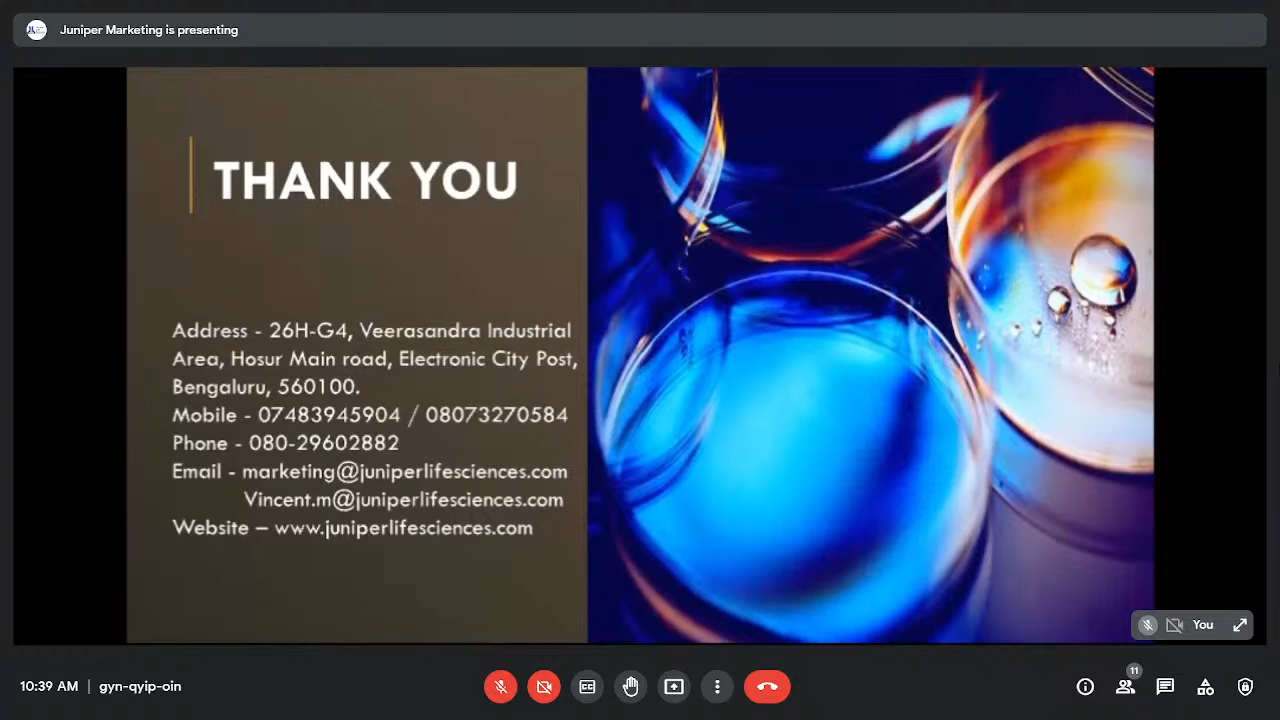 Juniper Marketing is presenting
THANK YOU
Address - 26H-G4, Veerasandra Industrial
Area, Hosur Main road, Electronic City Post,
Bengaluru, 560100.
Mobile - 07483945904 / 08073270584
Phone - 080-29602882
Email - marketing@juniperlifesciences.com
Vincent.m@juniperlifesciences.com
Website – www.juniperlifesciences.com
You
10:39 AM | gyn-qyip-oin
11